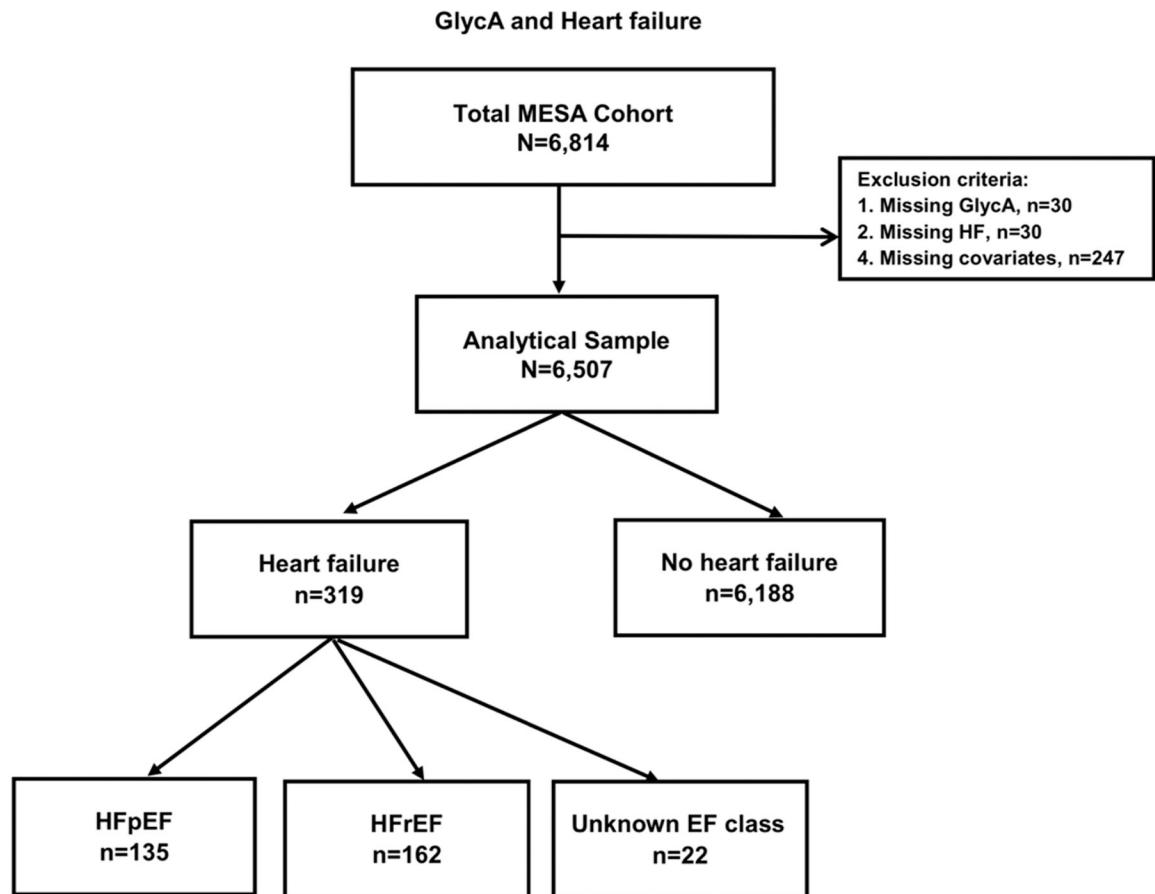 GlycA and Heart failure
Total MESA Cohort
N=6,814
Exclusion criteria:
1. Missing GlycA, n=30
2. Missing HF, n=30
4. Missing covariates, n=247
Analytical Sample
N=6,507
Heart failure
n=319
No heart failure
n=6,188
HFpEF
n=135
HFrEF
n=162
Unknown EF class
n=22